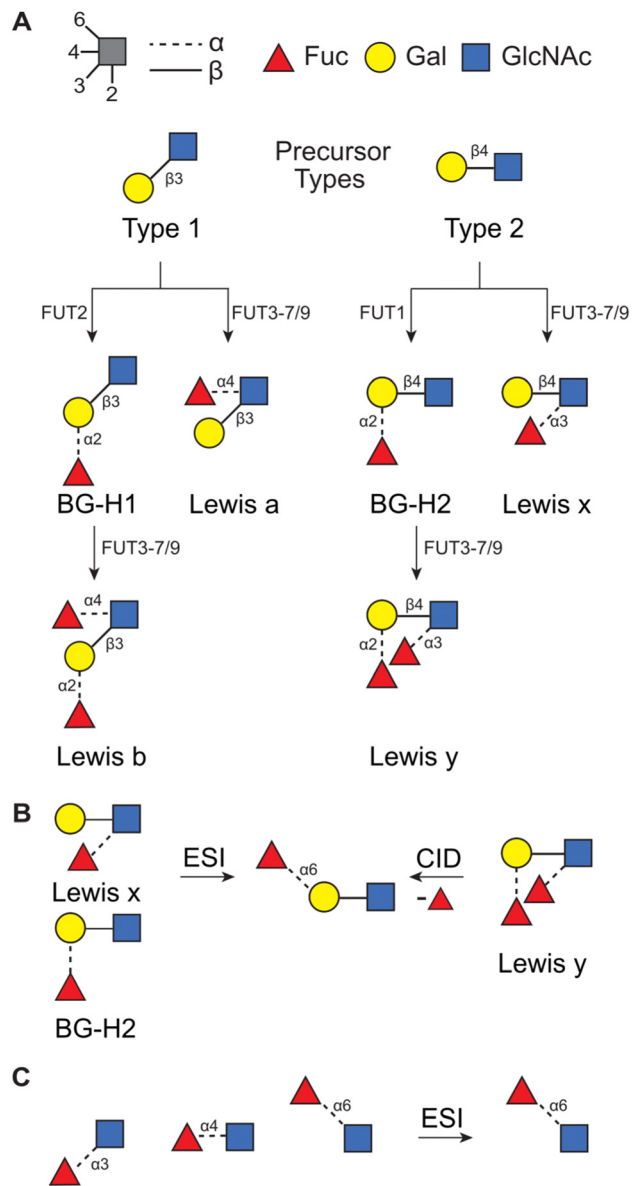 A
6
4
3
2
α
β
Fuc
Gal
GlcNAc
Precursor
Types
β3
β4
Type 1
Type 2
FUT2
FUT3-7/9
FUT1
FUT3-7/9
β3
α2
α4
β3
β4
α2
β4
α3
BG-H1
Lewis a
BG-H2
Lewis x
FUT3-7/9
FUT3-7/9
α4
β3
α2
β4
α2
α3
Lewis b
Lewis y
B
Lewis x
ESI
α6
CID
-
BG-H2
Lewis y
C
α3
α4
α6
ESI
α6